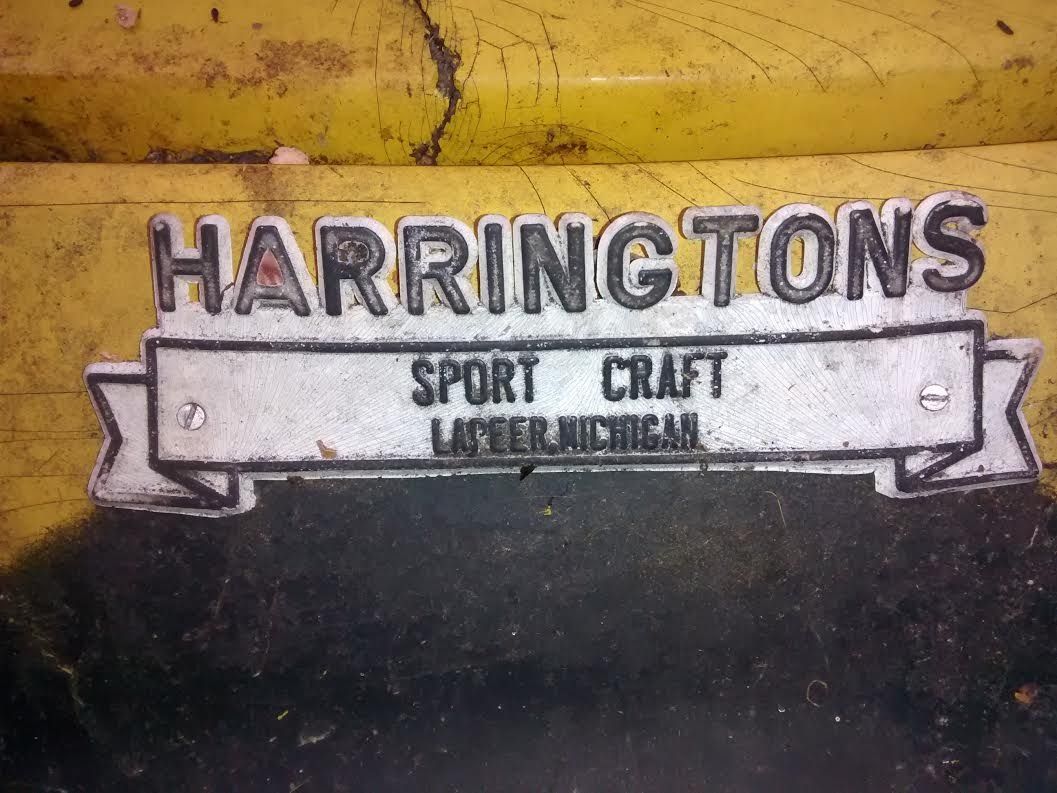 HARRINGTONS
SPORT CRAFT
LAPEER, MICHIGAN